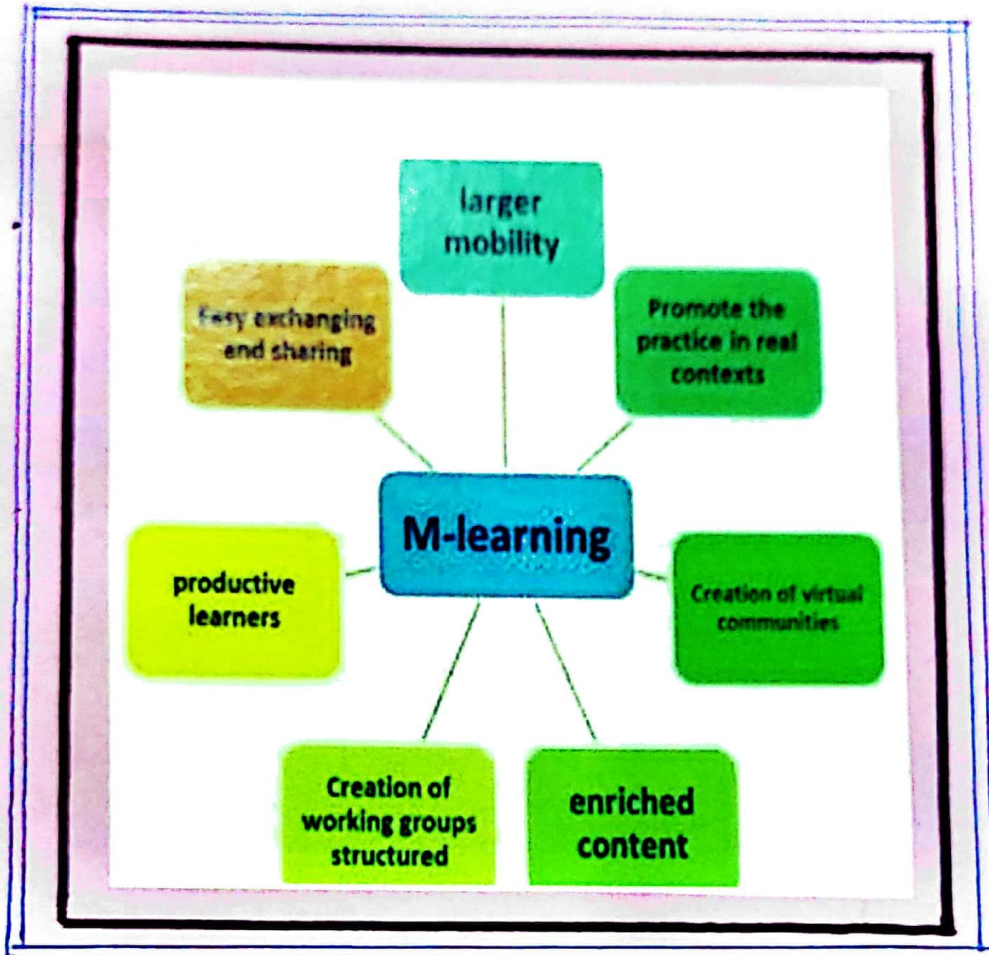 larger
mobility
Easy exchanging
and sharing
Promote the
practice in real
contexts
M-learning
productive
learners
Creation of virtual
communities
Creation of
working groups
structured
enriched
content